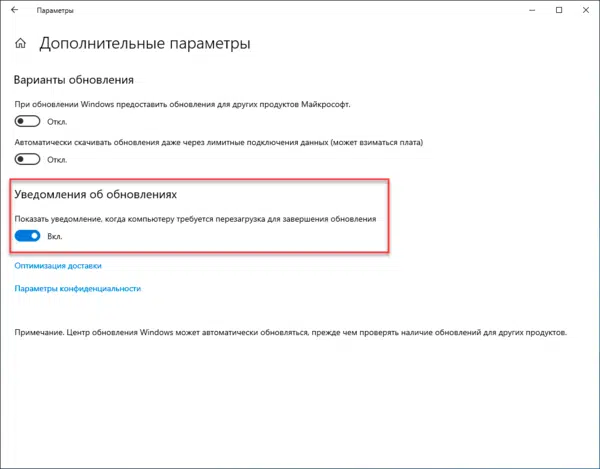 Параметры
Дополнительные параметры
Варианты обновления
При обновлении Windows предоставить обновления для других продуктов Майкрософт.
Откл.
Автоматически скачивать обновления даже через лимитные подключения данных (может взиматься плата)
Откл.
Уведомления об обновлениях
Показать уведомление, когда компьютеру требуется перезагрузка для завершения обновления
Вкл.
Оптимизация доставки
Параметры конфиденциальности
Примечание. Центр обновления Windows может автоматически обновляться, прежде чем проверять наличие обновлений для других продуктов.